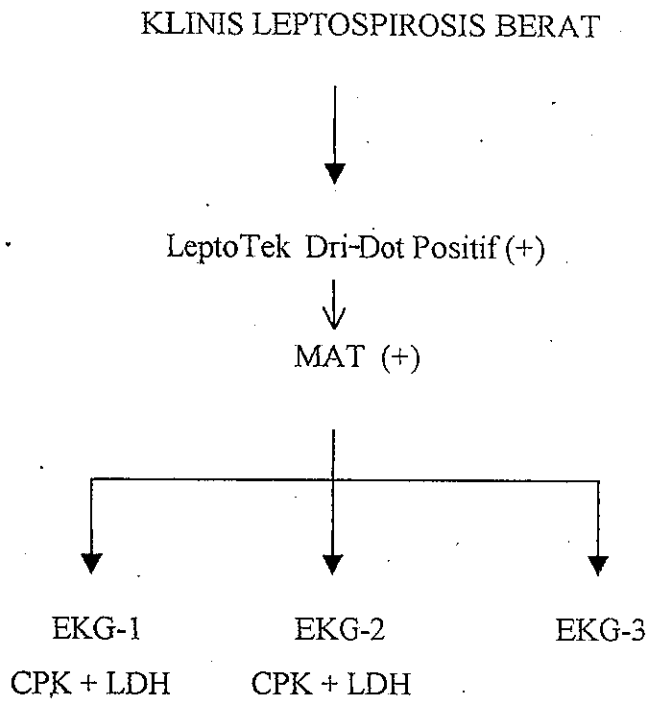 KLINIS LEPTOSPIROSIS BERAT
LeptoTek Dri-Dot Positif (+)
MAT (+)
EKG-1 EKG-2 EKG-3
CPK + LDH CPK + LDH